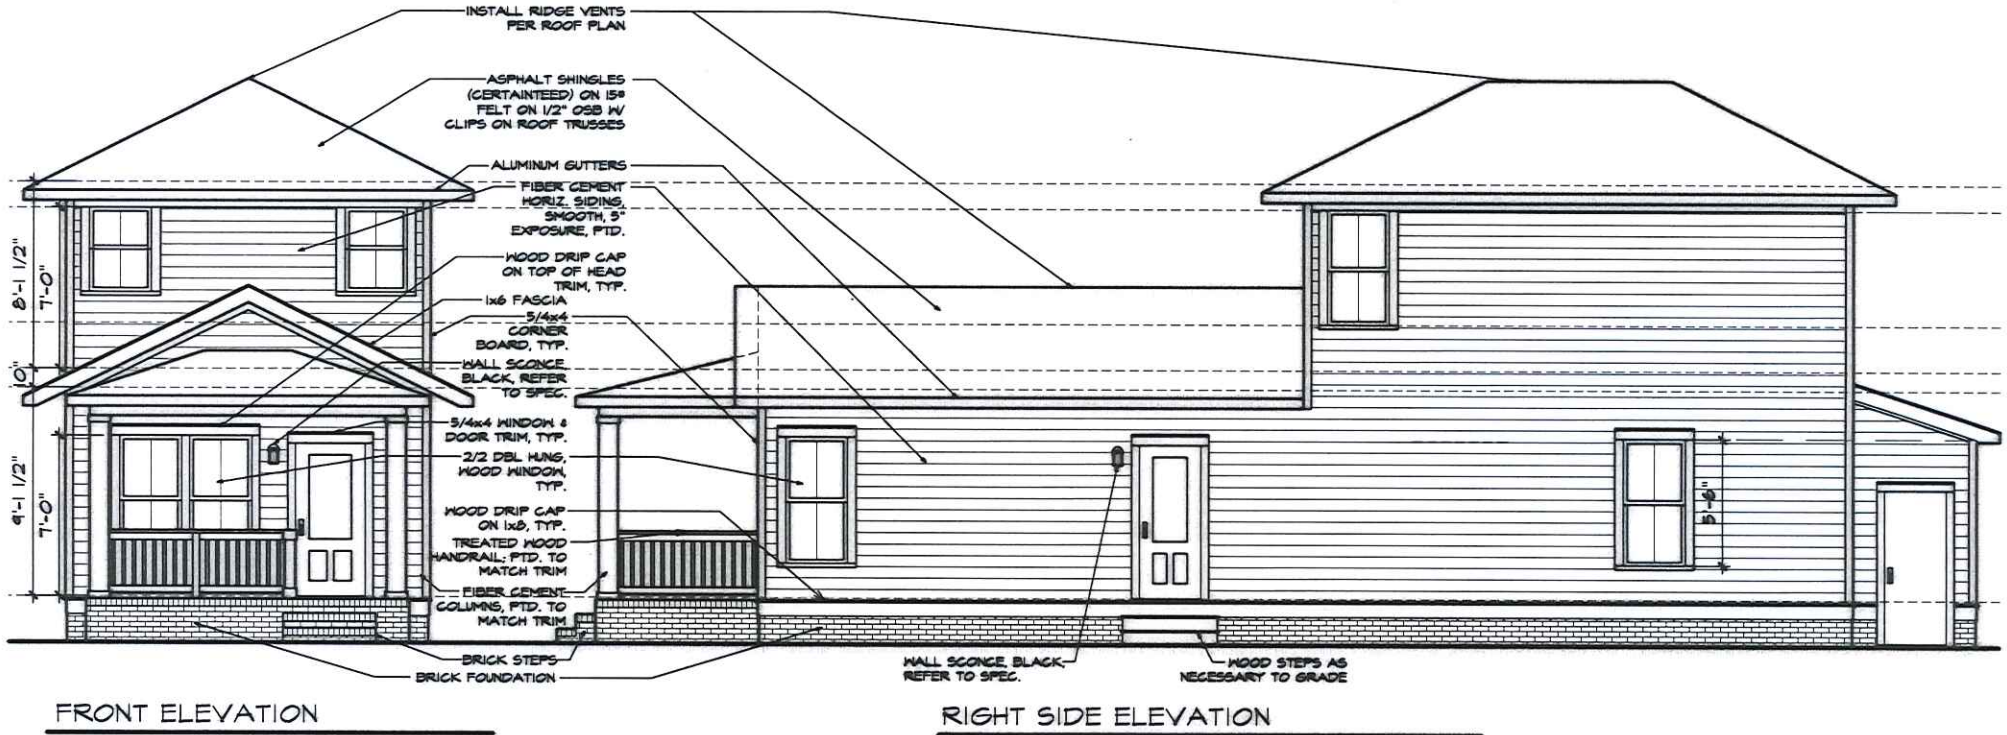 INSTALL RIDGE VENTS
PER ROOF PLAN
ASPHALT SHINGLES
(CERTAINTEED) ON 15#
FELT ON 1/2" OSB W/
CLIPS ON ROOF TRUSSES
ALUMINUM GUTTERS
FIBER CEMENT
HORIZ. SIDING,
SMOOTH, 5"
EXPOSURE, PTD.
WOOD DRIP CAP
ON TOP OF HEAD
TRIM, TYP.
1x6 FASCIA
5/4x4
CORNER
BOARD, TYP.
WALL SCONCE,
BLACK, REFER
TO SPEC.
5/4x4 WINDOW &
DOOR TRIM, TYP.
2/2 DBL HUNG,
WOOD WINDOW,
TYP.
WOOD DRIP CAP
ON 1x8, TYP.
TREATED WOOD
HANDRAIL; PTD. TO
MATCH TRIM
FIBER CEMENT
COLUMNS, PTD. TO
MATCH TRIM
BRICK STEPS
BRICK FOUNDATION
8'-1 1/2"
7'-0"
10"
9'-1 1/2"
7'-0"
5'-6"
WALL SCONCE, BLACK,
REFER TO SPEC.
WOOD STEPS AS
NECESSARY TO GRADE
FRONT ELEVATION
RIGHT SIDE ELEVATION